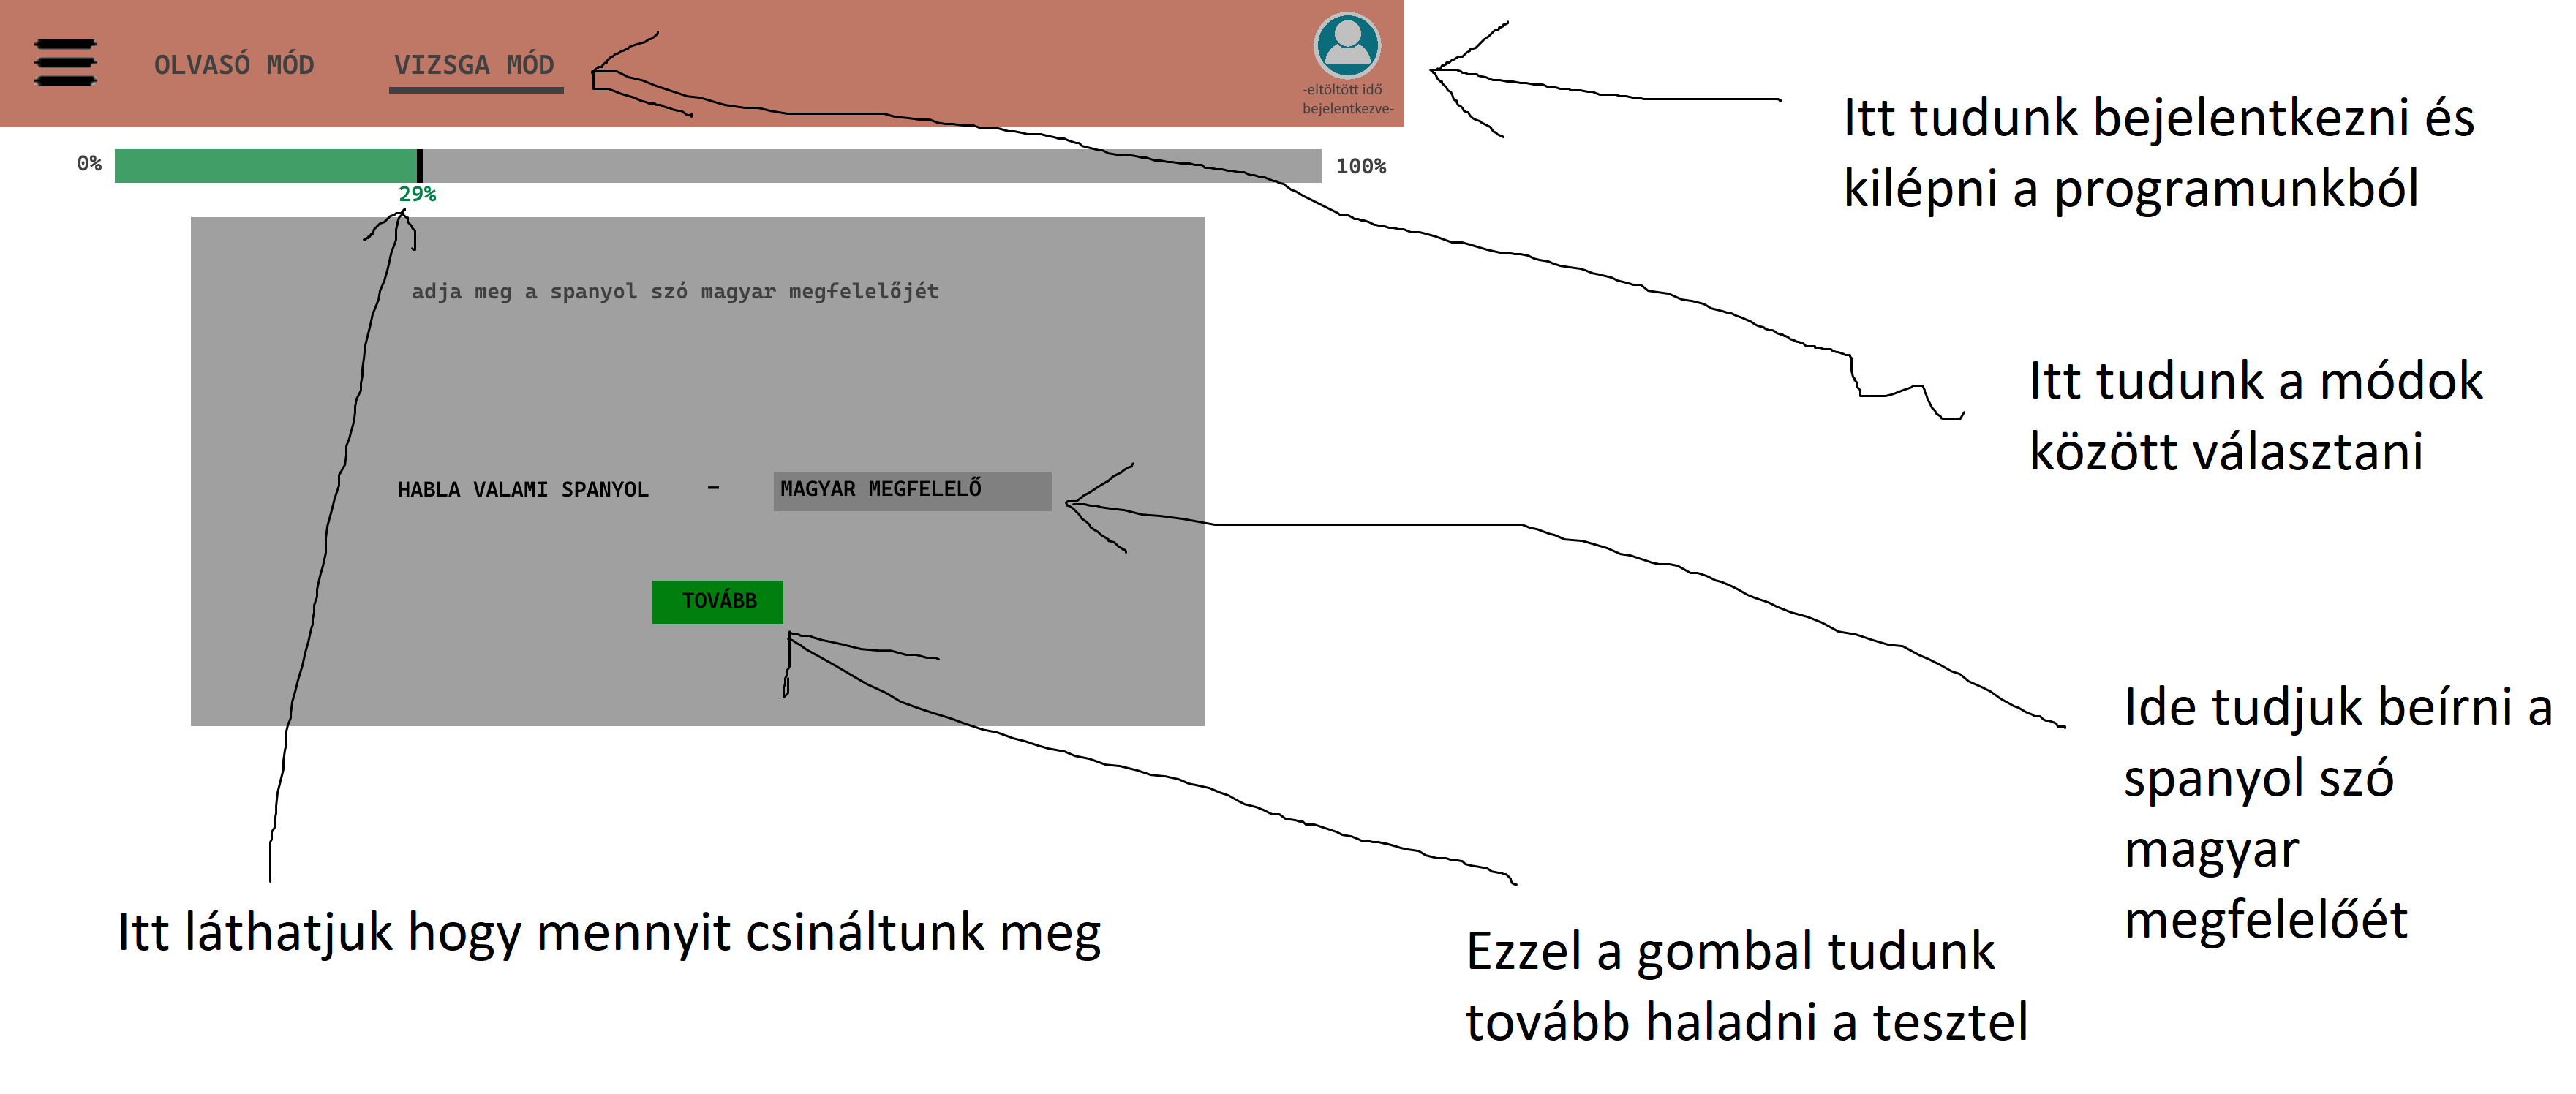 OLVASÓ MÓD
VIZSGA MÓD
-eltöltött idő
bejelentkezve-
0%
100%
29%
adja meg a spanyol szó magyar megfelelőjét
HABLA VALAMI SPANYOL - MAGYAR MEGFELELŐ
TOVÁBB
Itt tudunk bejelentkezni és
kilépni a programunkból
Itt tudunk a módok
között választani
Ide tudjuk beírni a
spanyol szó
magyar
megfelelőét
Itt láthatjuk hogy mennyit csináltunk meg
Ezzel a gombal tudunk
tovább haladni a tesztel